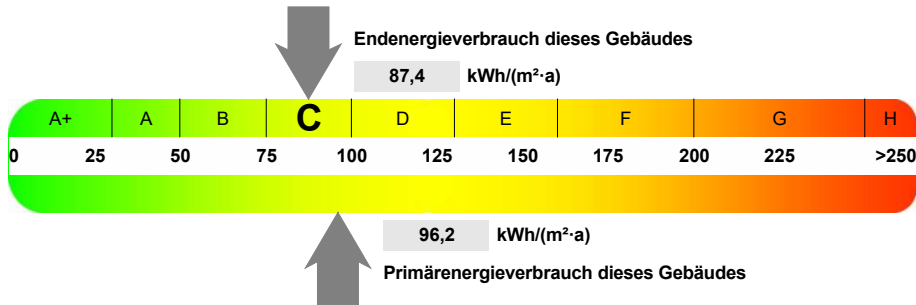 Endenergieverbrauch dieses Gebäudes
87,4 kWh/(m²·a)
A+ A B C D E F G H
0 25 50 75 100 125 150 175 200 225 >250
96,2 kWh/(m²·a)
Primärenergieverbrauch dieses Gebäudes